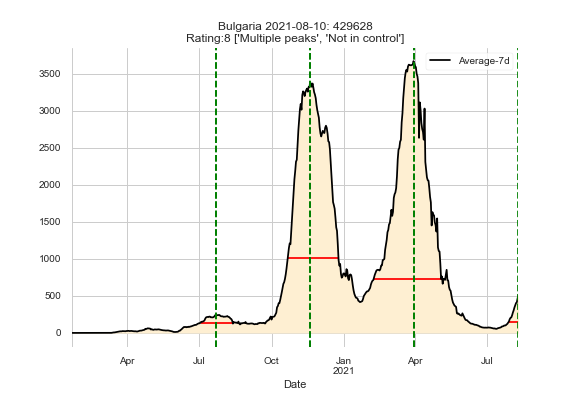 Bulgaria 2021-08-10: 429628
Rating:8 ['Multiple peaks', 'Not in control']
Average-7d
3500
3000
2500
2000
1500
1000
500
0
Apr
Jul
Oct
Jan
2021
Apr
Jul
Date